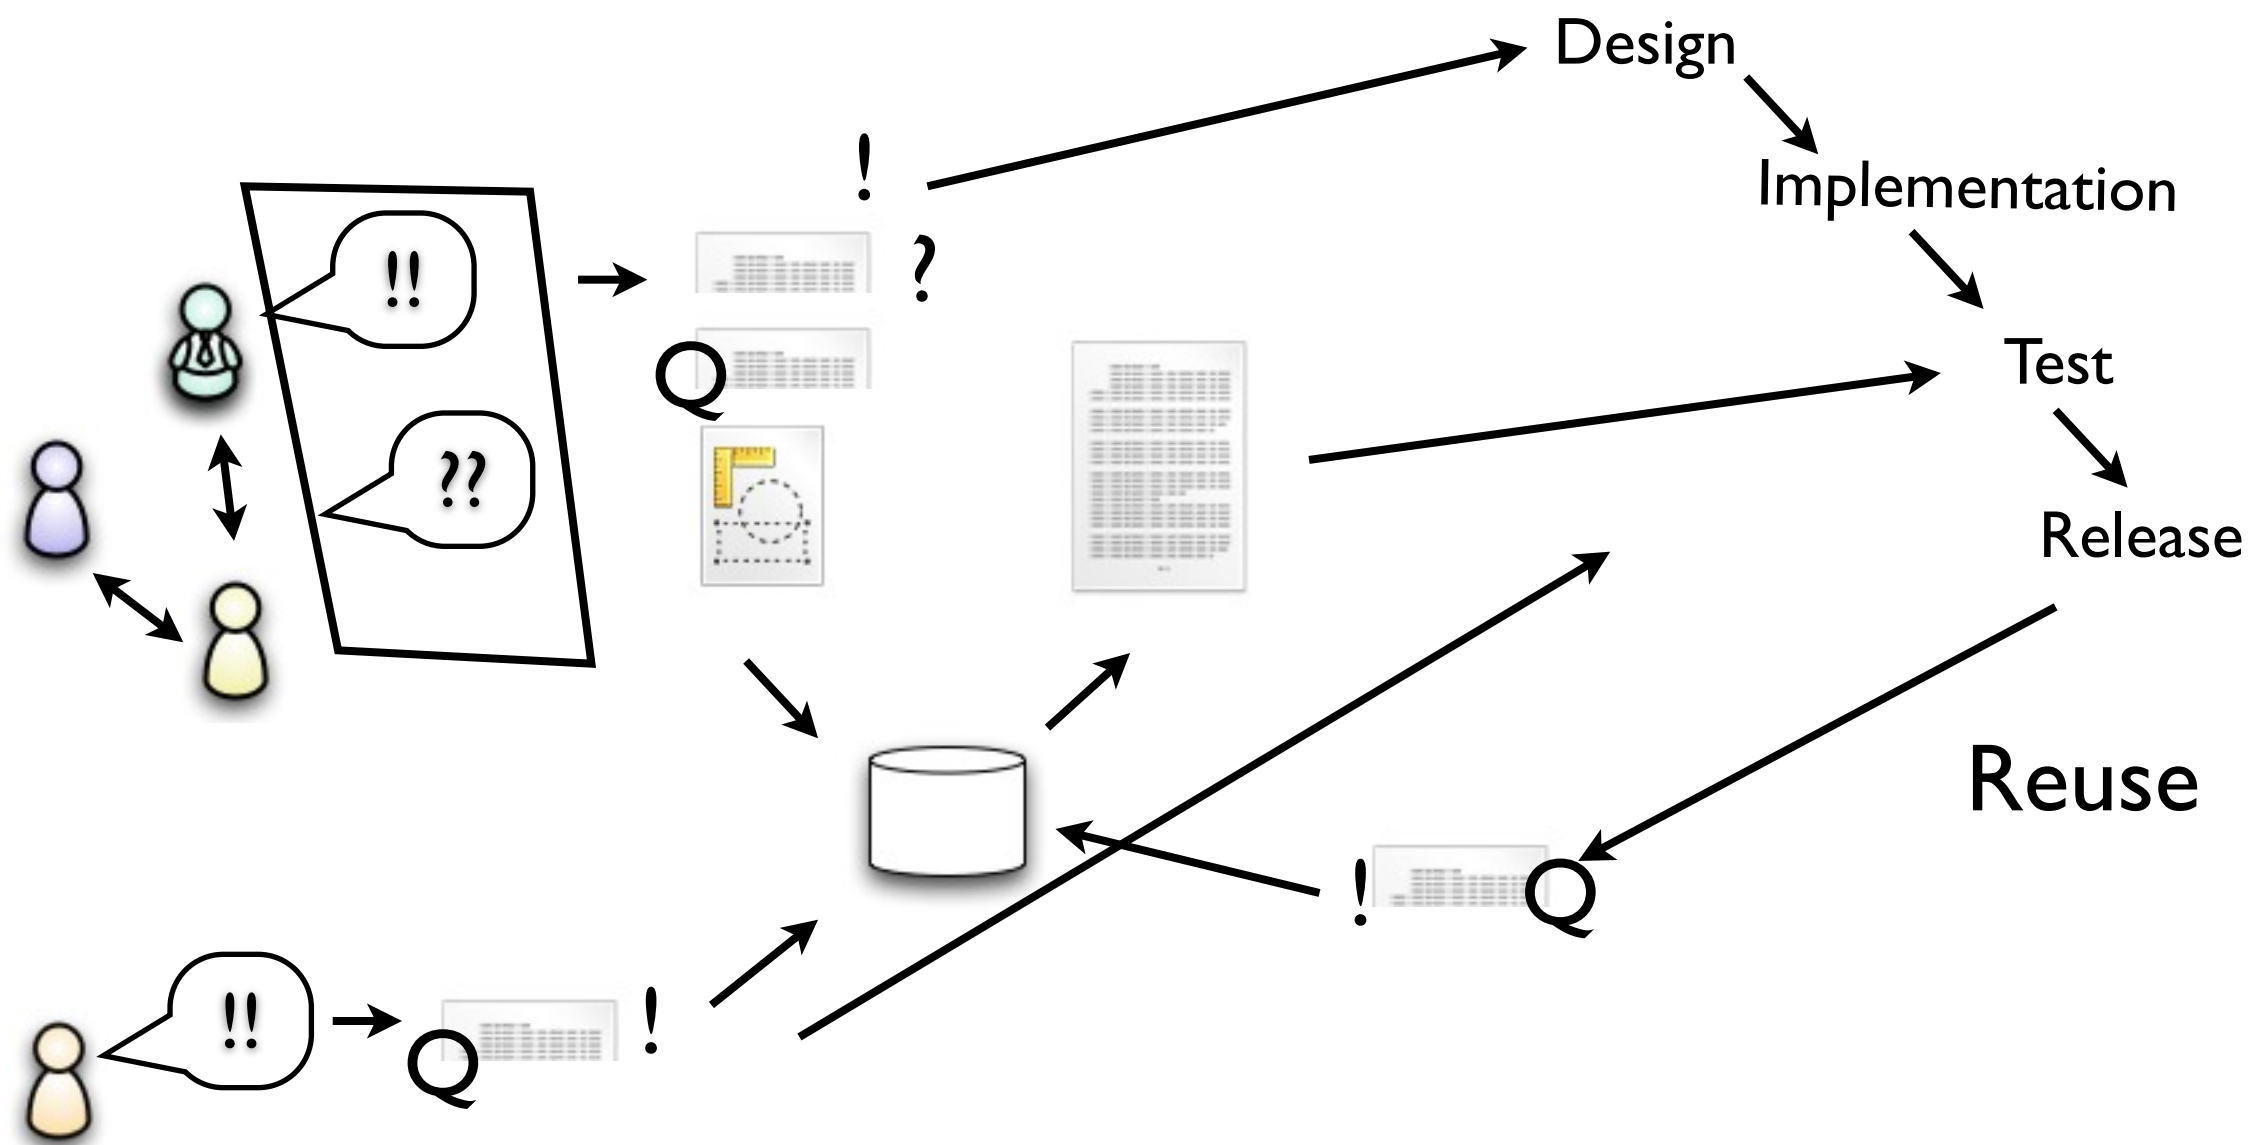 Design
!
Implementation
!!
?
Q
Test
??
Release
Reuse
!
Q
!!
Q
!